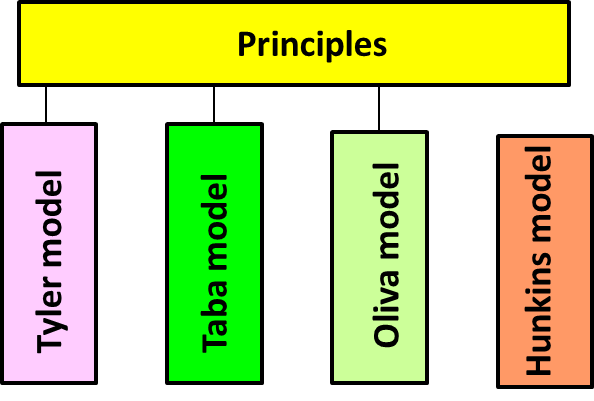 Principles
Tyler model
Taba model
Oliva model
Hunkins model